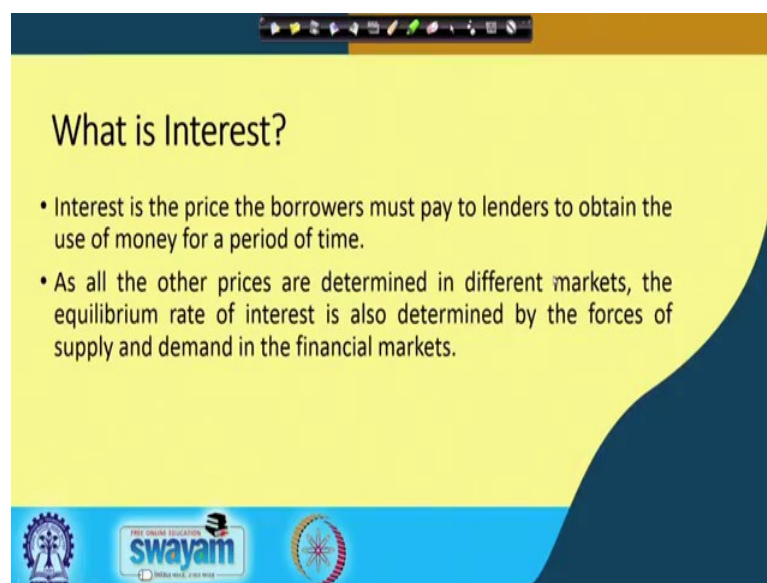 What is Interest?
• Interest is the price the borrowers must pay to lenders to obtain the
use of money for a period of time.
• As all the other prices are determined in different markets, the
equilibrium rate of interest is also determined by the forces of
supply and demand in the financial markets.
FREE ONLINE EDUCATION
swayam